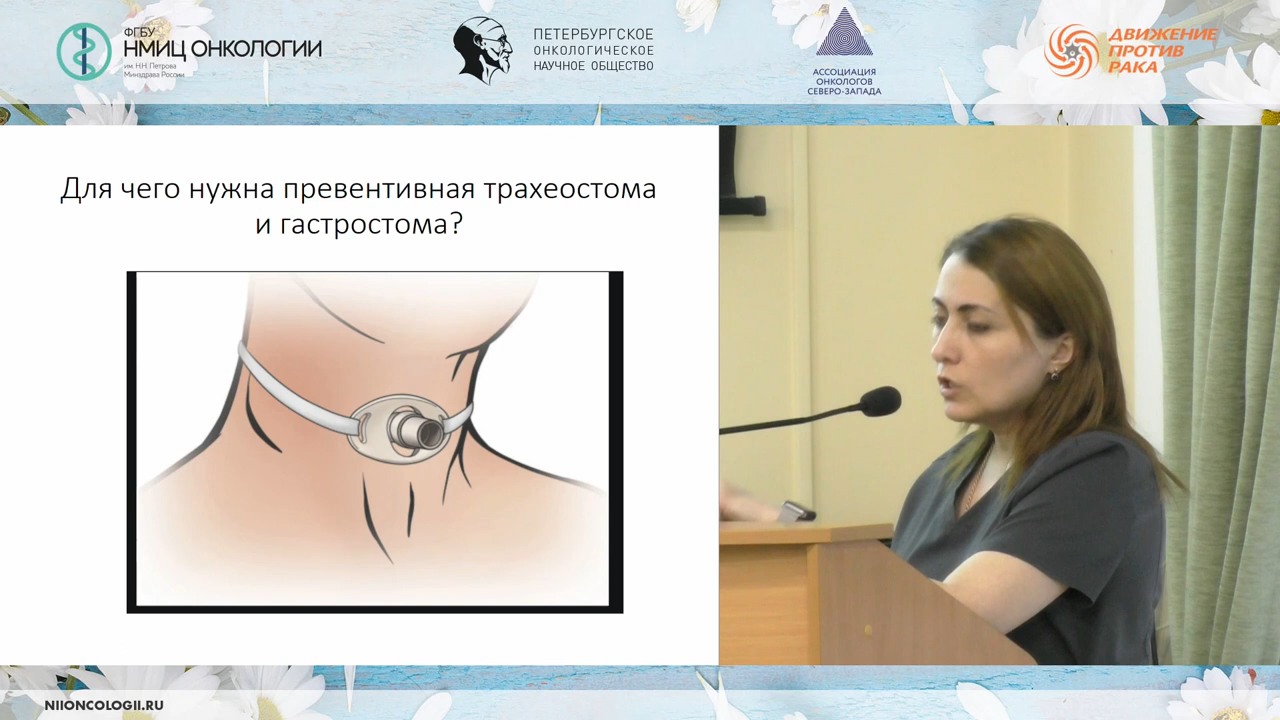 ФГБУ
НМИЦ ОНКОЛОГИИ
им. Н.Н. Петрова
Минздрава России
ПЕТЕРБУРГСКОЕ
ОНКОЛОГИЧЕСКОЕ
НАУЧНОЕ ОБЩЕСТВО
АССОЦИАЦИЯ
ОНКОЛОГОВ
СЕВЕРО-ЗАПАДА
ДВИЖЕНИЕ
ПРОТИВ
РАКА
Для чего нужна превентивная трахеостома
и гастростома?
NIIONCOLOGII.RU